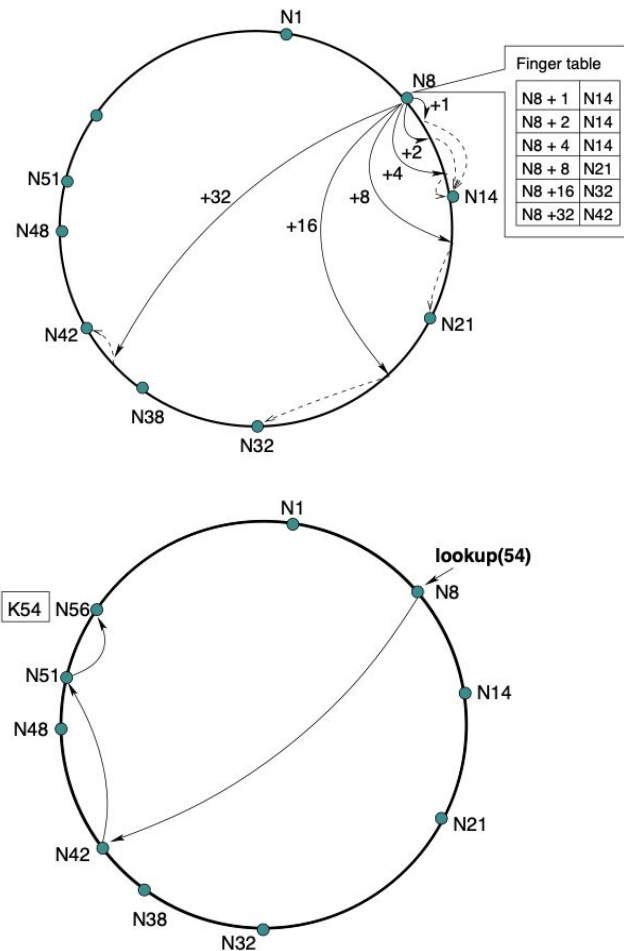 N1
N8
Finger table
N8 + 1 N14
N8 + 2 N14
N8 + 4 N14
N8 + 8 N21
N8 +16 N32
N8 +32 N42
+1
+2
+4
+8
+16
+32
N51
N48
N14
N21
N42
N38
N32
N1
lookup(54)
N8
K54 N56
N51
N14
N48
N21
N42
N38
N32